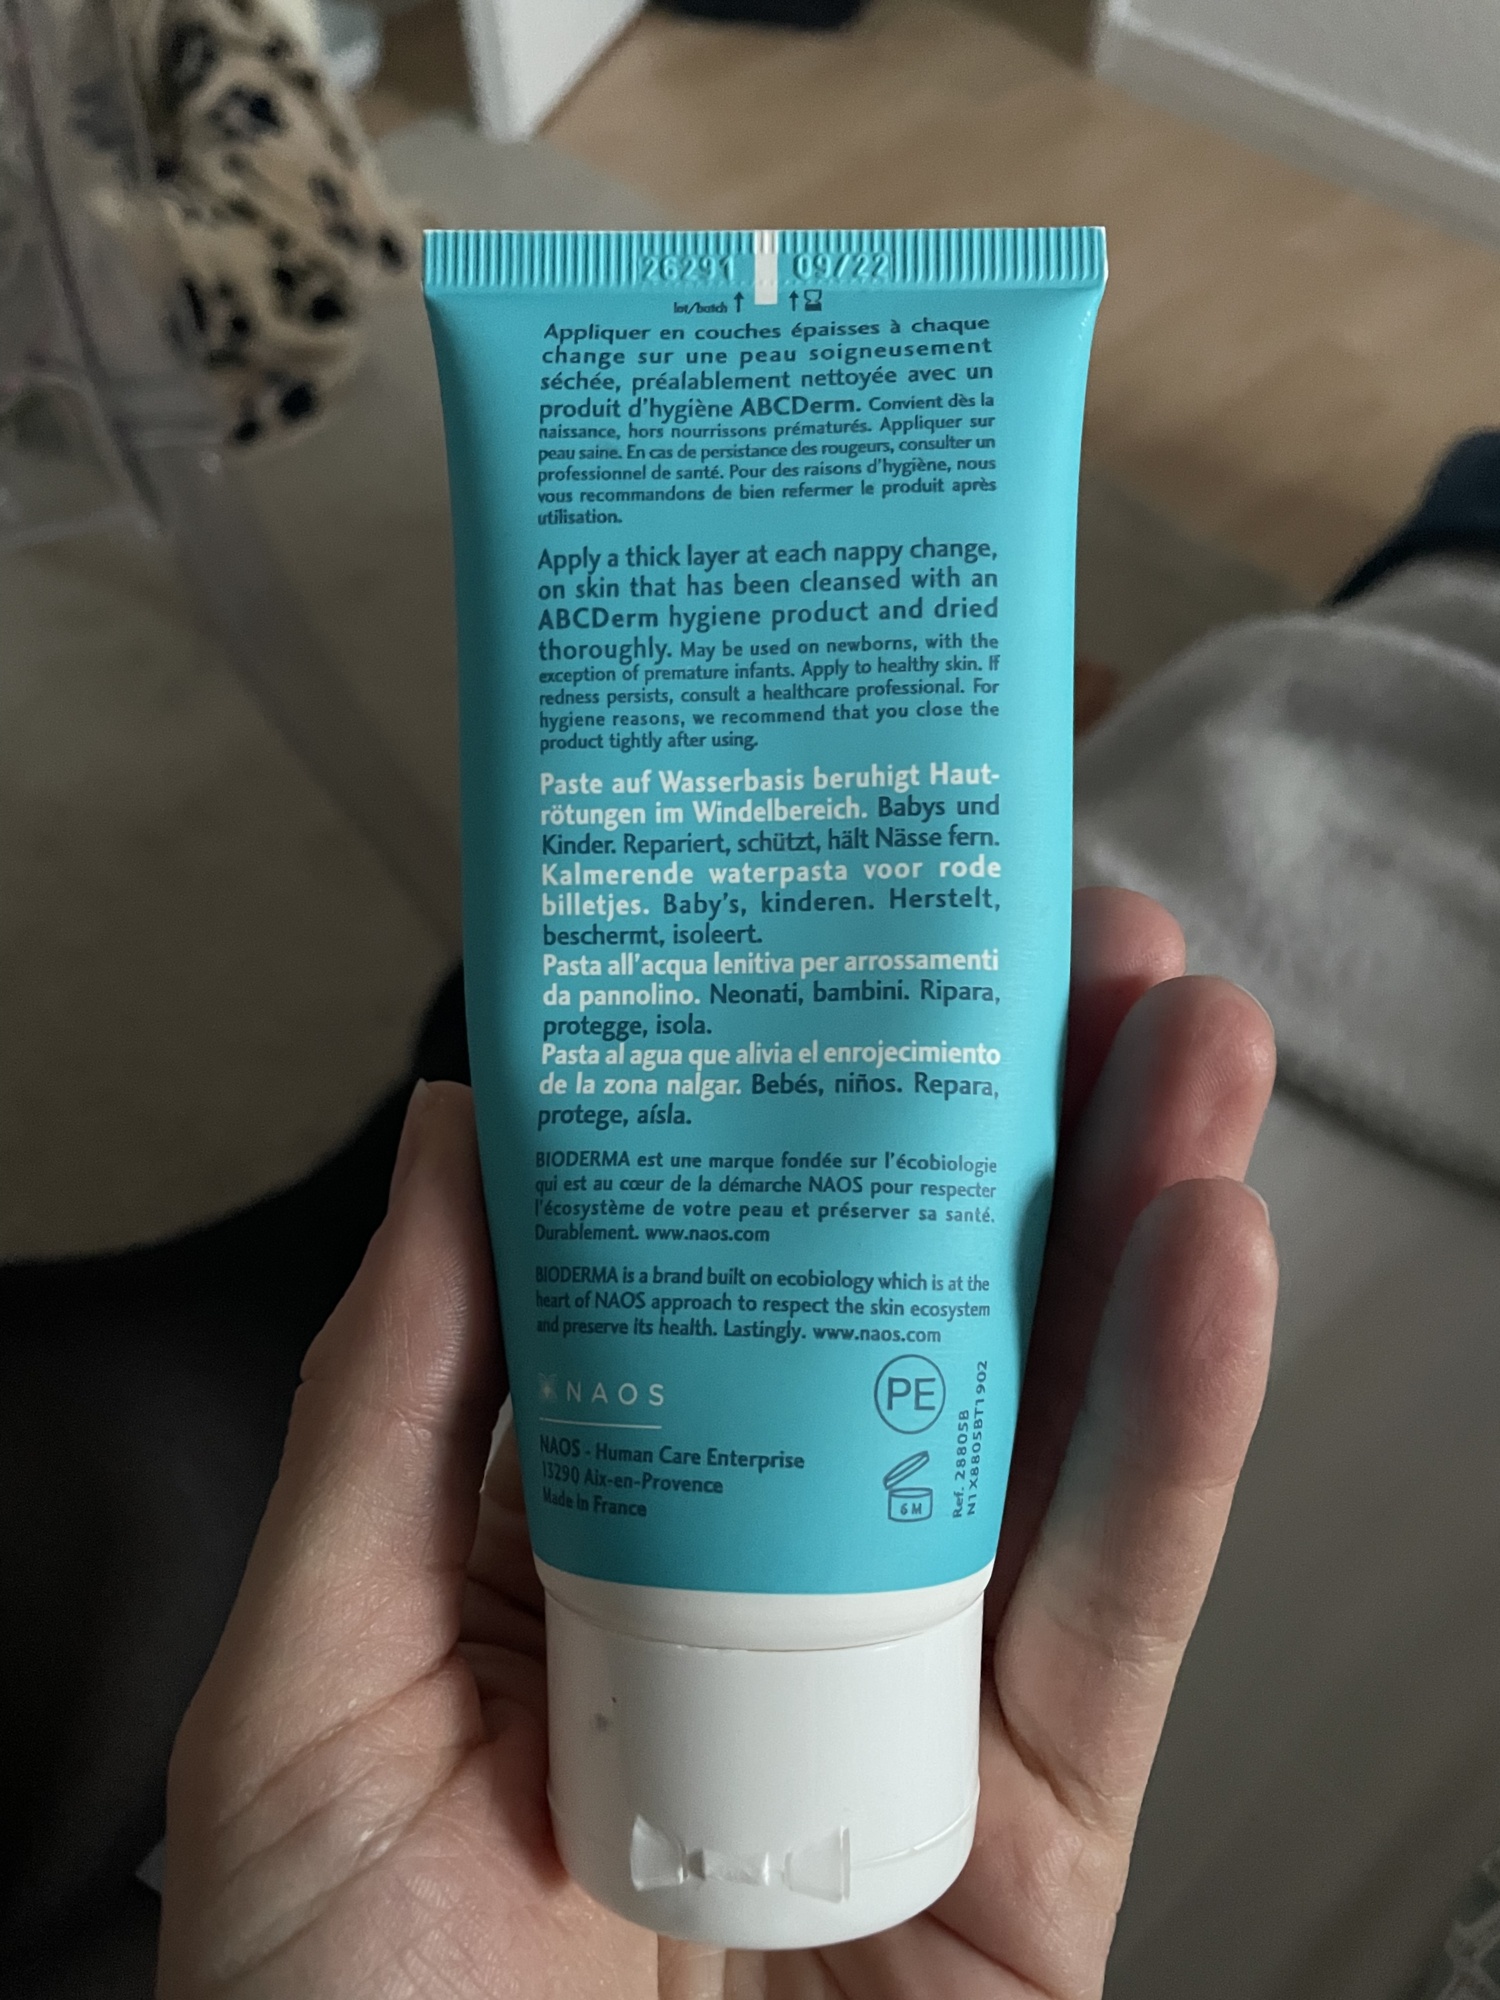 26291 09/22
lot/batch
Appliquer en couches épaisses à chaque
change sur une peau soigneusement
séchée, préalablement nettoyée avec un
produit d'hygiène ABCDerm. Convient dès la
naissance, hors nourrissons prématurés. Appliquer sur
peau saine. En cas de persistance des rougeurs, consulter un
professionnel de santé. Pour des raisons d'hygiène, nous
vous recommandons de bien refermer le produit après
utilisation.
Apply a thick layer at each nappy change,
on skin that has been cleansed with an
ABCDerm hygiene product and dried
thoroughly. May be used on newborns, with the
exception of premature infants. Apply to healthy skin. If
redness persists, consult a healthcare professional. For
hygiene reasons, we recommend that you close the
product tightly after using.
Paste auf Wasserbasis beruhigt Haut-
rötungen im Windelbereich. Babys und
Kinder. Repariert, schützt, hält Nässe fern.
Kalmerende waterpasta voor rode
billetjes. Baby's, kinderen. Herstelt,
beschermt, isoleert.
Pasta all'acqua lenitiva per arrossamenti
da pannolino. Neonati, bambini. Ripara,
protegge, isola.
Pasta al agua que alivia el enrojecimiento
de la zona nalgar. Bebés, niños. Repara,
protege, aísla.
BIODERMA est une marque fondée sur l'écobiologie
qui est au cœur de la démarche NAOS pour respecter
l'écosystème de votre peau et préserver sa santé.
Durablement. www.naos.com
BIODERMA is a brand built on ecobiology which is at the
heart of NAOS approach to respect the skin ecosystem
and preserve its health. Lastingly. www.naos.com
NAOS
PE
NAOS - Human Care Enterprise
13290 Aix-en-Provence
Made in France
6 M
Ref. 28805B
N1X8805BT1902